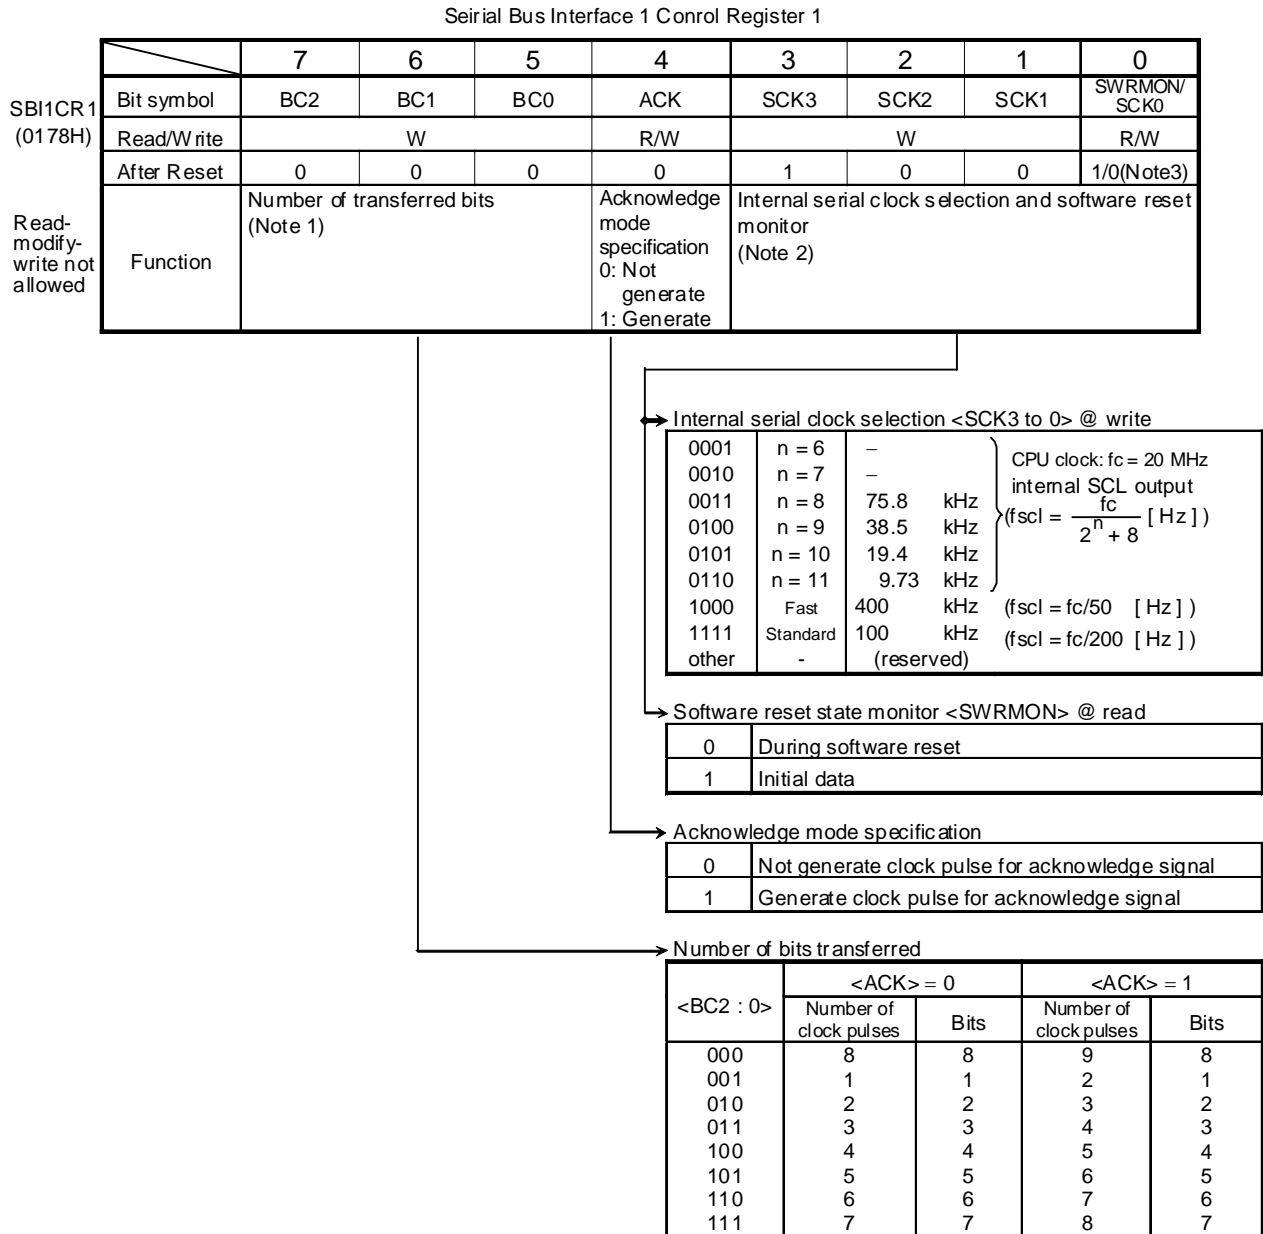 Seirial Bus Interface 1 Conrol Register 1
7 6 5 4 3 2 1 0
SBI1CR1
(0178H)
Bit symbol BC2 BC1 BC0 ACK SCK3 SCK2 SCK1 SWRMON/
SCK0
Read/Write W R/W W R/W
After Reset 0 0 0 0 1 0 0 1/0(Note3)
Read-
modify-
write not
allowed
Function
Number of transferred bits
(Note 1)
Acknowledge
mode
specification
0: Not
generate
1: Generate
Internal serial clock selection and software reset
monitor
(Note 2)
Internal serial clock selection <SCK3 to 0> @ write
0001 n = 6 –
0010 n = 7 –
0011 n = 8 75.8 kHz
0100 n = 9 38.5 kHz
0101 n = 10 19.4 kHz
0110 n = 11 9.73 kHz
CPU clock: fc = 20 MHz
internal SCL output
(fscl = fc / 2^n + 8 [ Hz ] )
1000 Fast 400 kHz (fscl = fc/50 [ Hz ] )
1111 Standard 100 kHz (fscl = fc/200 [ Hz ] )
other - (reserved)
Software reset state monitor <SWRMON> @ read
0 During software reset
1 Initial data
Acknowledge mode specification
0 Not generate clock pulse for acknowledge signal
1 Generate clock pulse for acknowledge signal
Number of bits transferred
<BC2 : 0> <ACK> = 0 <ACK> = 1
Number of
clock pulses
Bits
Number of
clock pulses
Bits
000 8 8 9 8
001 1 1 2 1
010 2 2 3 2
011 3 3 4 3
100 4 4 5 4
101 5 5 6 5
110 6 6 7 6
111 7 7 8 7